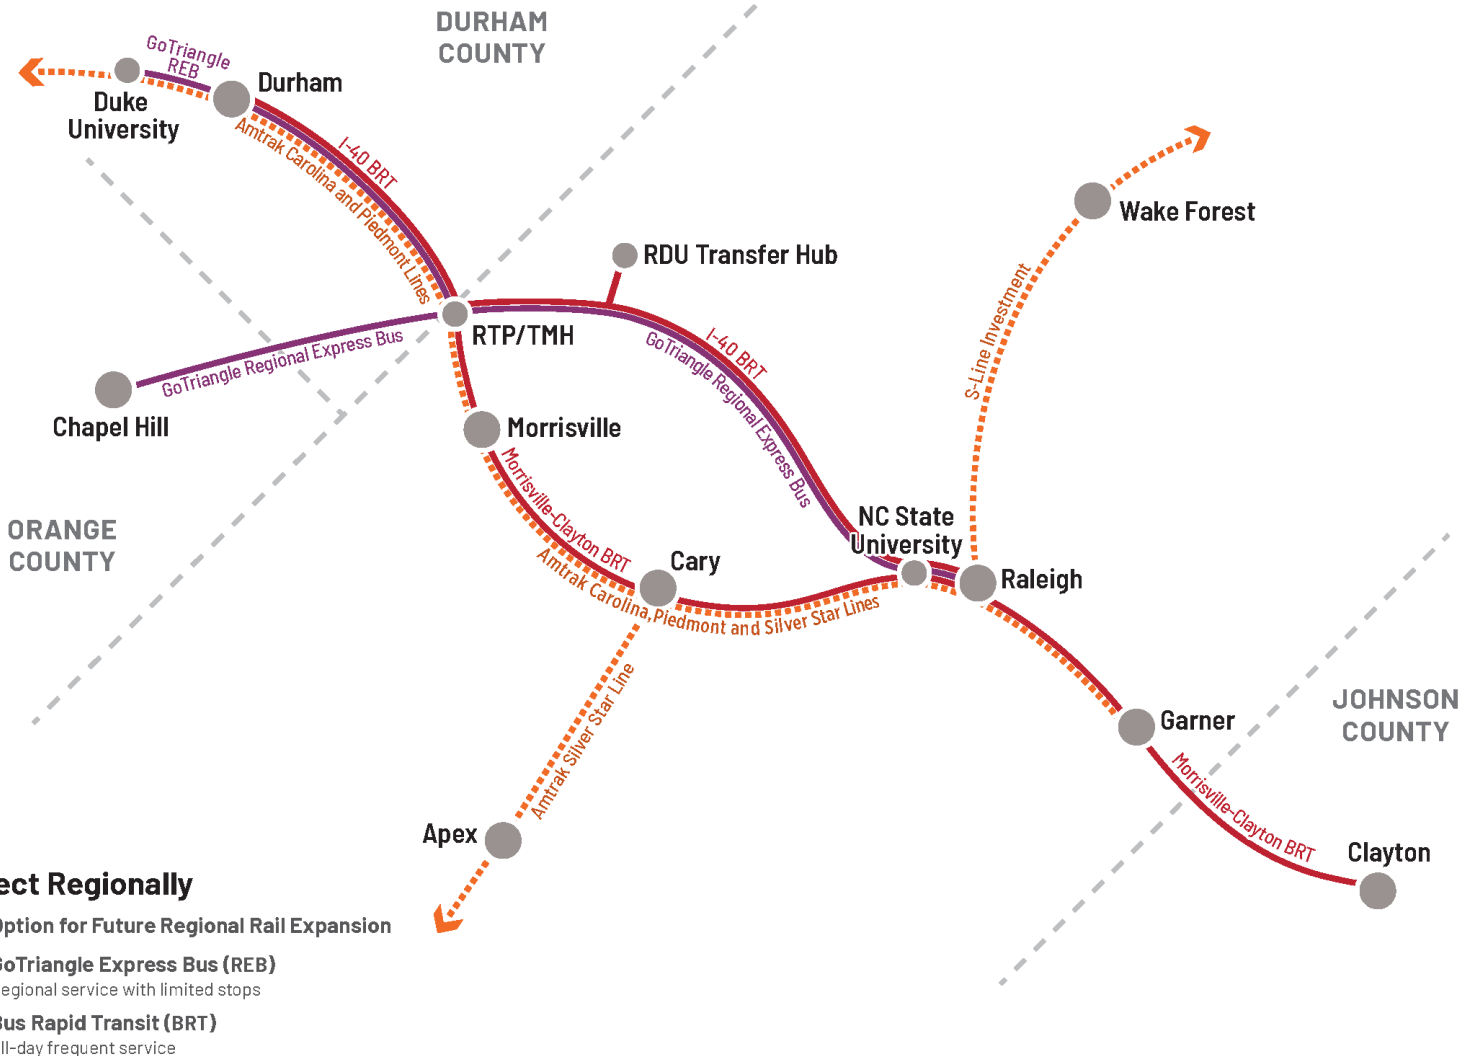 DURHAM
COUNTY
GoTriangle
REB
Durham
Duke
University
I-40 BRT
Amtrak Carolina and Piedmont Lines
Wake Forest
RDU Transfer Hub
RTP/TMH
S-Line Investment
I-40 BRT
GoTriangle Regional Express Bus
GoTriangle Regional Express Bus
Chapel Hill
Morrisville
Morrisville-Clayton BRT
ORANGE
COUNTY
NC State
University
Cary
Raleigh
Amtrak Carolina, Piedmont and Silver Star Lines
Amtrak Silver Star Line
JOHNSON
COUNTY
Garner
Morrisville-Clayton BRT
Apex
Clayton
ect Regionally
Option for Future Regional Rail Expansion
GoTriangle Express Bus (REB)
egional service with limited stops
Bus Rapid Transit (BRT)
ll-day frequent service